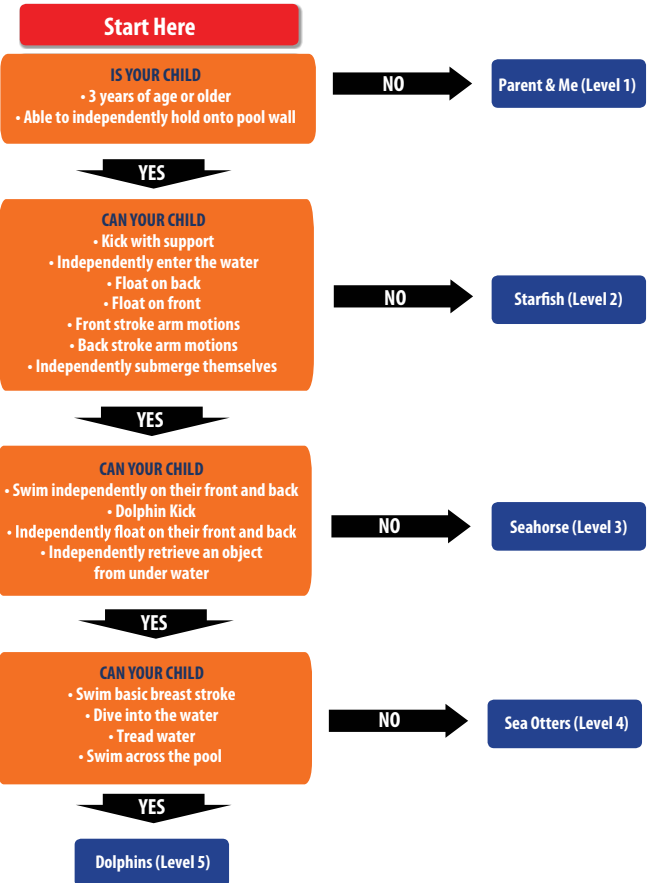 Start Here
IS YOUR CHILD
• 3 years of age or older
• Able to independently hold onto pool wall
NO
Parent & Me (Level 1)
YES
CAN YOUR CHILD
• Kick with support
• Independently enter the water
• Float on back
• Float on front
• Front stroke arm motions
• Back stroke arm motions
• Independently submerge themselves
NO
Starfish (Level 2)
YES
CAN YOUR CHILD
• Swim independently on their front and back
• Dolphin Kick
• Independently float on their front and back
• Independently retrieve an object
from under water
NO
Seahorse (Level 3)
YES
CAN YOUR CHILD
• Swim basic breast stroke
• Dive into the water
• Tread water
• Swim across the pool
NO
Sea Otters (Level 4)
YES
Dolphins (Level 5)